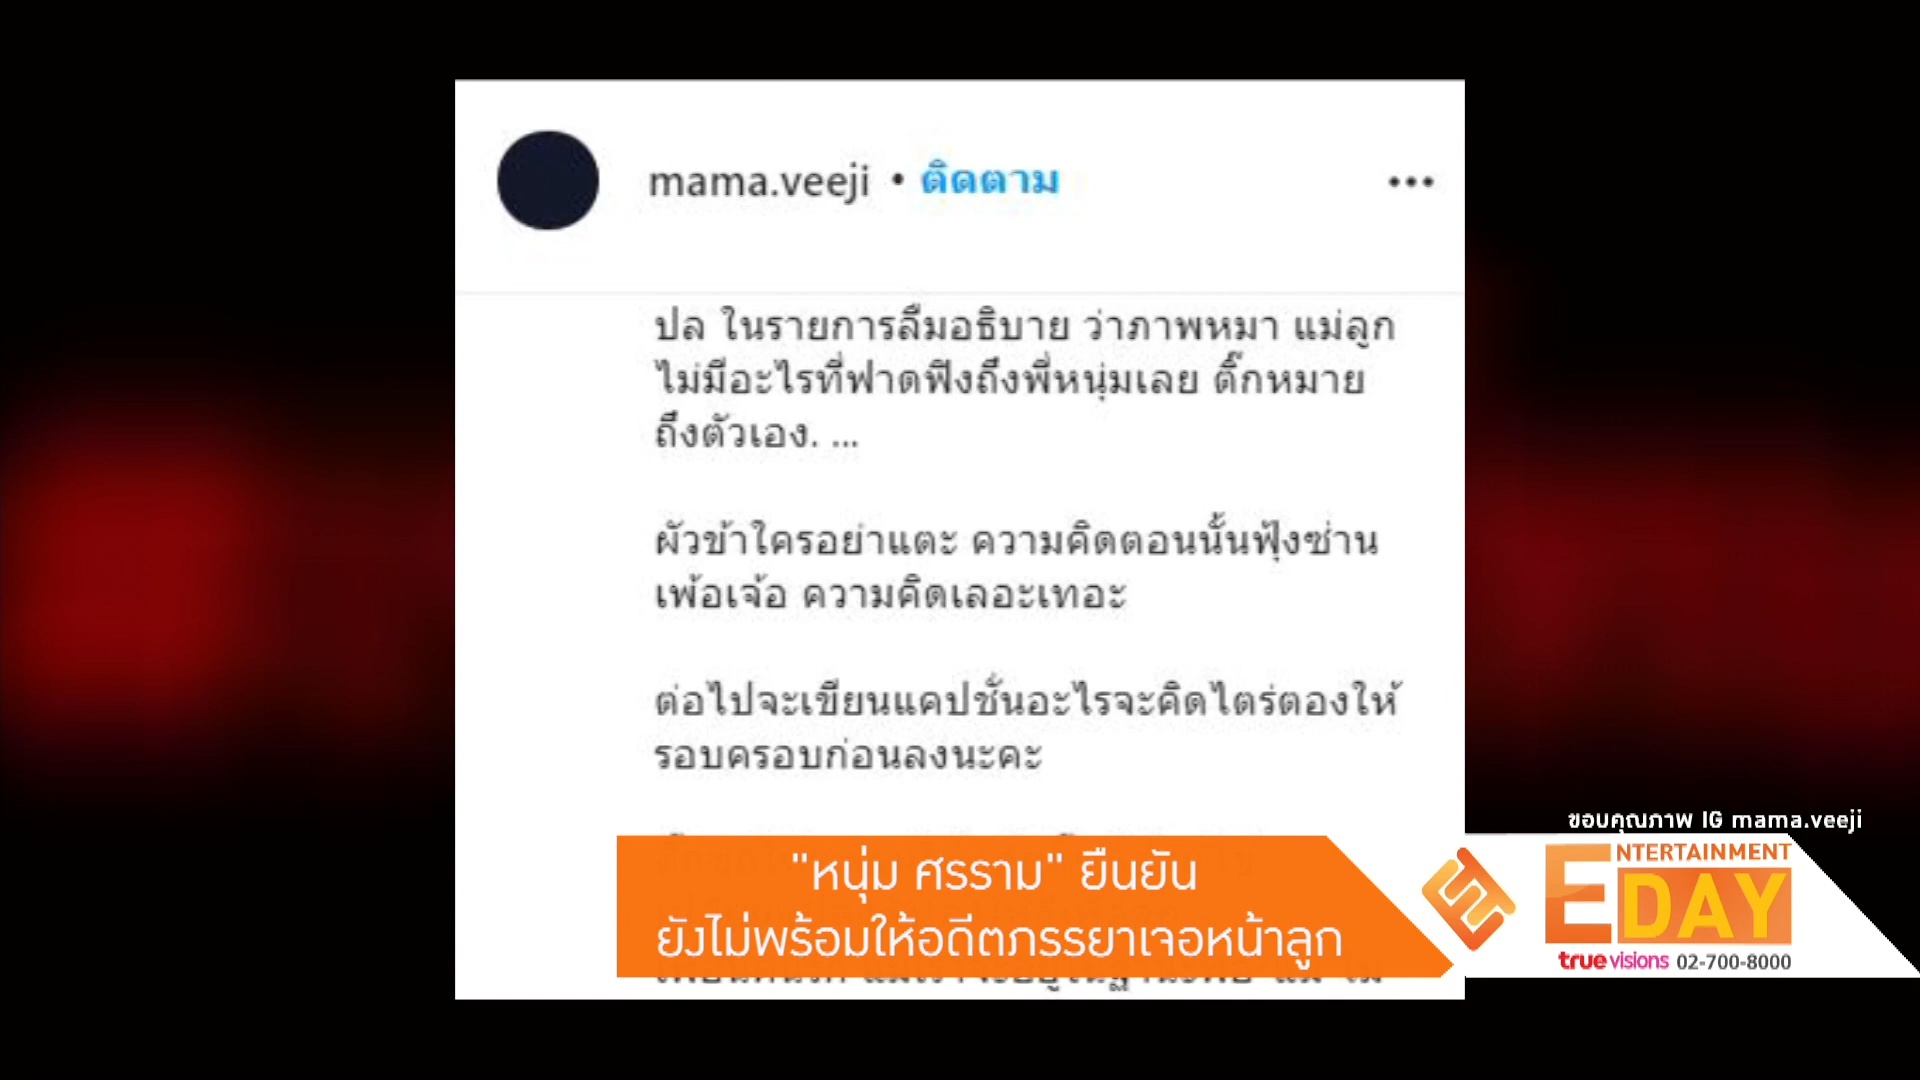 mama.veeji • ติดตาม
ปล ในรายการลืมอธิบาย ว่าภาพหมา แม่ลูก
ไม่มีอะไรที่ฟาดฟิงถึงพี่หนุ่มเลย ติ๊กหมาย
ถึงตัวเอง. ...
ผัวข้าใครอย่าแตะ ความคิดตอนนั้นฟุ้งซ่าน
เพ้อเจ้อ ความคิดเลอะเทอะ
ต่อไปจะเขียนแคปชั่นอะไรจะคิดไตร่ตองให้
รอบครอบก่อนลงนะคะ
ขอบคุณภาพ IG mama.veeji
"หนุ่ม ศรราม" ยืนยัน
ยังไม่พร้อมให้อดีตภรรยาเจอหน้าลูก
ENTERTAINMENT
DAY
truevisions 02-700-8000